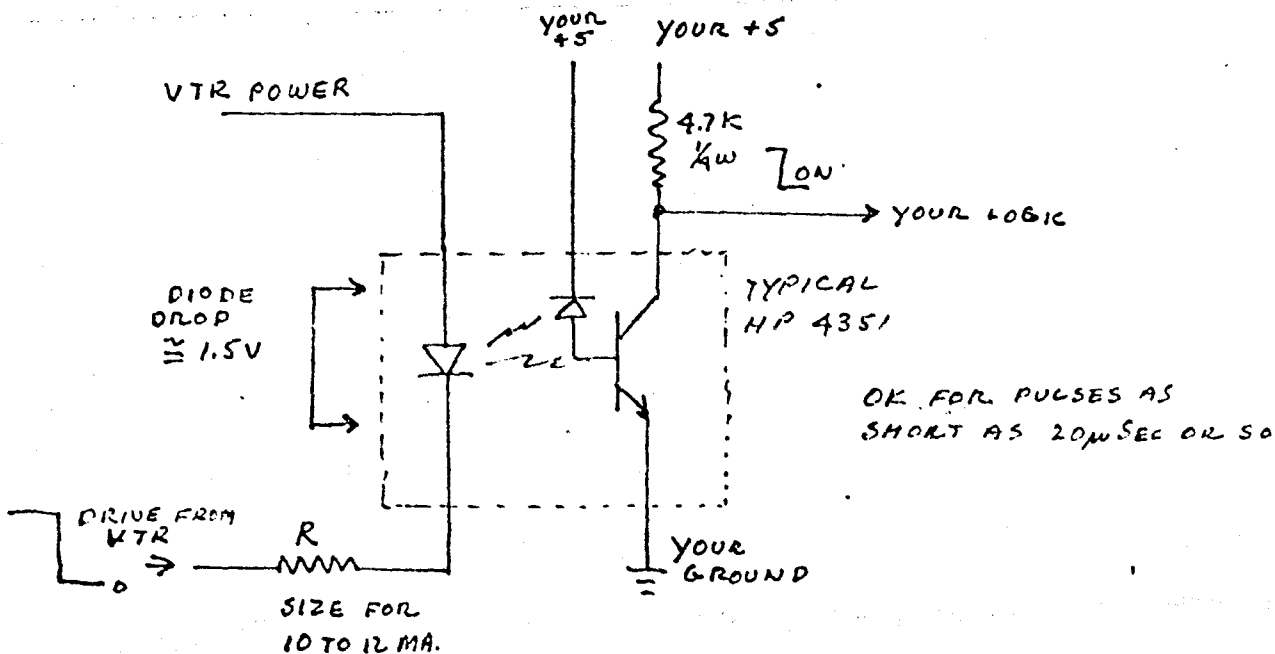 YOUR
+5
YOUR +5
VTR POWER
4.7K
1/4W
ON
YOUR LOGIC
DIODE
DROP
≅ 1.5V
TYPICAL
HP 4351
OK FOR PULSES AS
SHORT AS 20µSEC OR SO
DRIVE FROM
VTR
0
R
SIZE FOR
10 TO 12 MA.
YOUR
GROUND